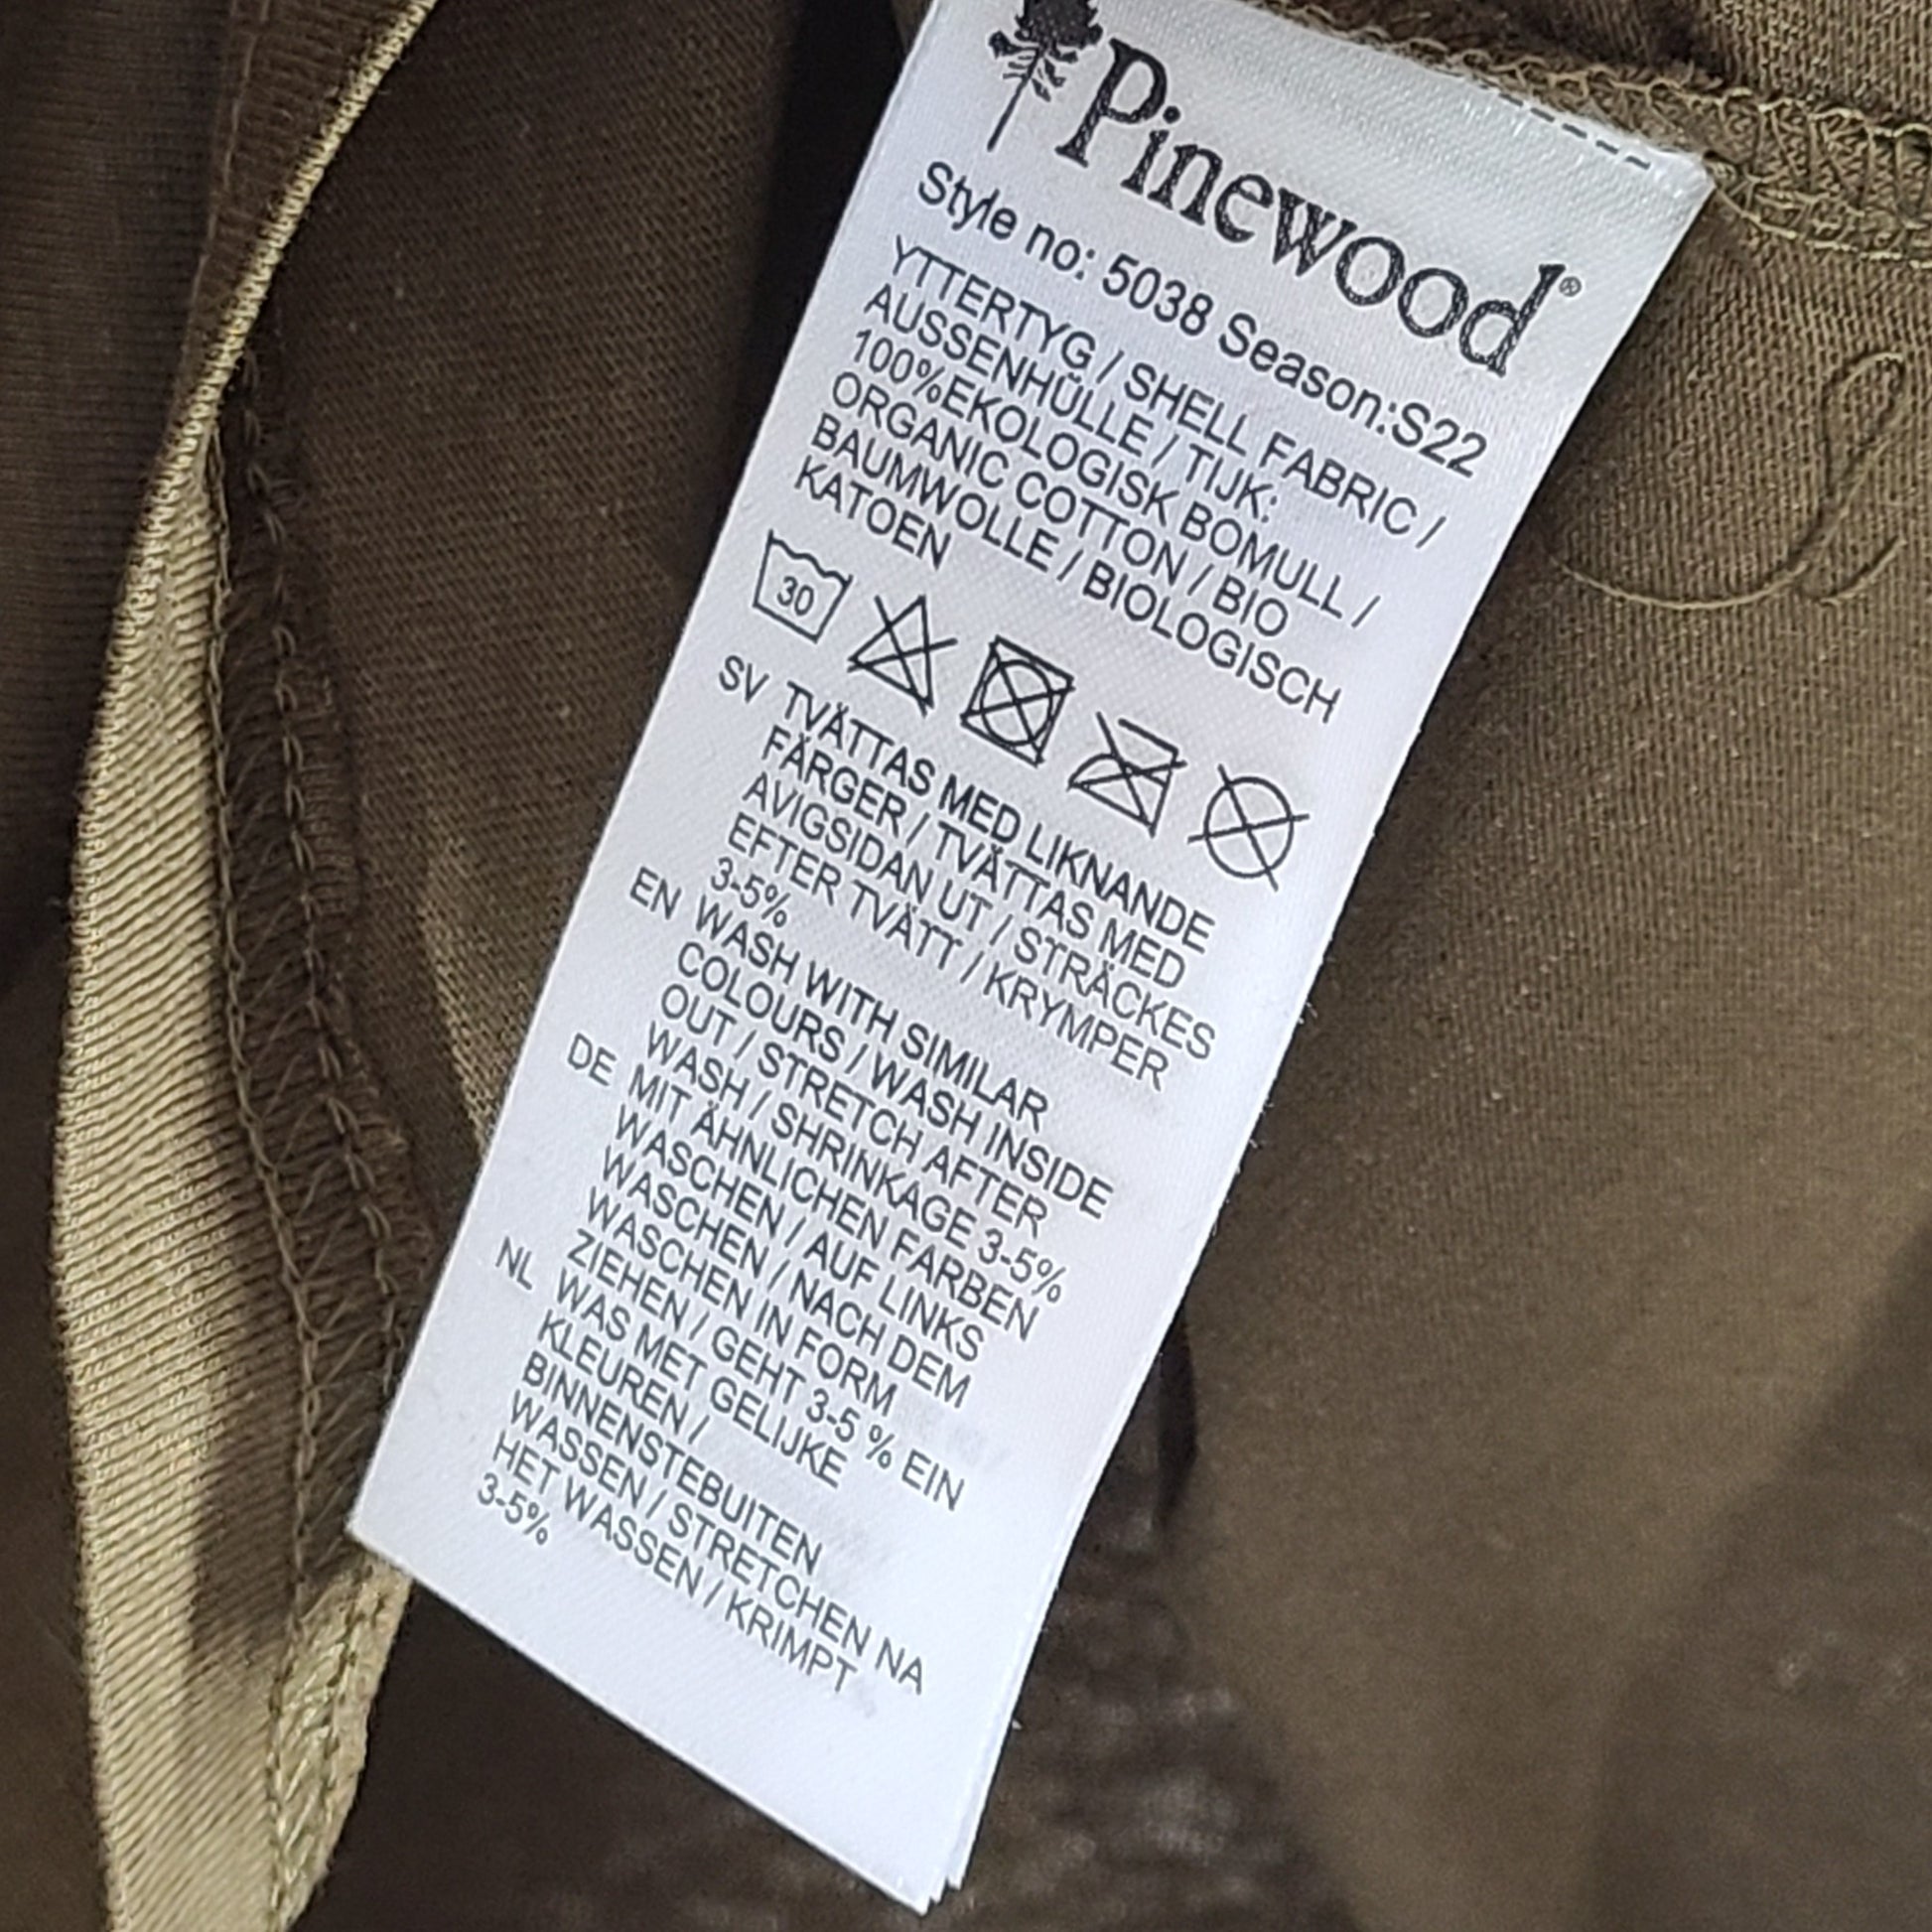 Pinewood®
Style no: 5038 Season:S22
YTTERTYG / SHELL FABRIC /
AUSSENHÜLLE / TIJK:
100%EKOLOGISK BOMULL /
ORGANIC COTTON / BIO
BAUMWOLLE / BIOLOGISCH
KATOEN
30
SV TVÄTTAS MED LIKNANDE
FÄRGER / TVÄTTAS MED
AVIGSIDAN UT / STRÄCKES
EFTER TVÄTT / KRYMPER
3-5%
EN WASH WITH SIMILAR
COLOURS / WASH INSIDE
OUT / STRETCH AFTER
WASH / SHRINKAGE 3-5%
DE MIT ÄHNLICHEN FARBEN
WASCHEN / AUF LINKS
WASCHEN / NACH DEM
WASCHEN IN FORM
ZIEHEN / GEHT 3-5 % EIN
NL WAS MET GELIJKE
KLEUREN /
BINNENSTEBUITEN
WASSEN / STRETCHEN NA
HET WASSEN / KRIMPT
3-5%